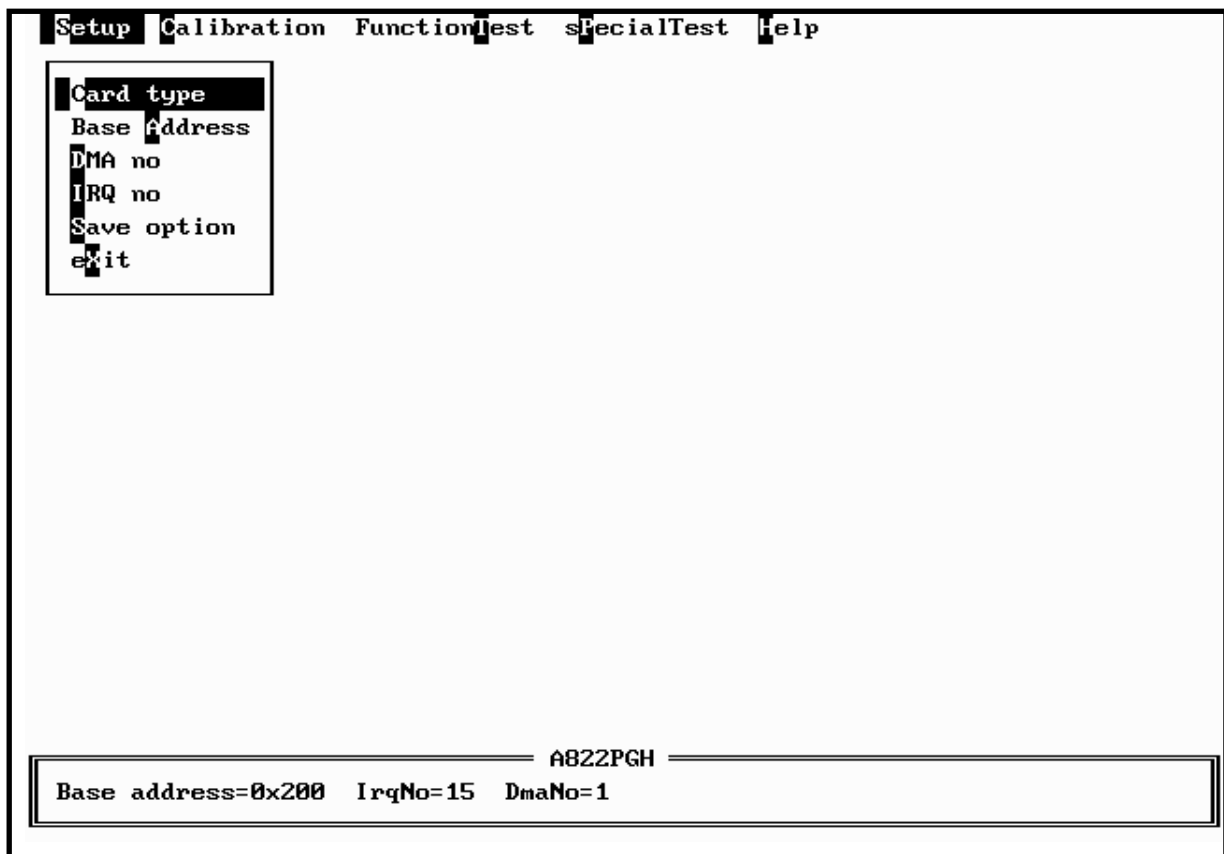 Setup Calibration FunctionTest sPecialTest Help
Card type
Base Address
DMA no
IRQ no
Save option
eXit
A822PGH
Base address=0x200 IrqNo=15 DmaNo=1